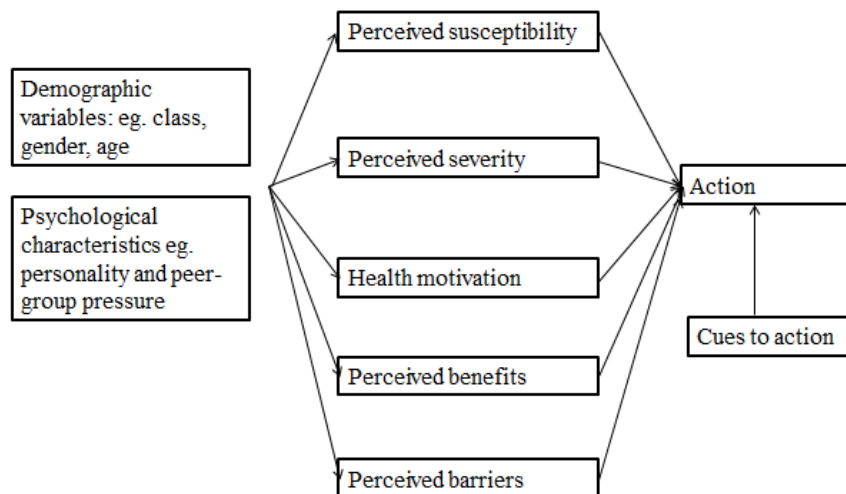 Demographic
variables: eg. class,
gender, age
Psychological
characteristics eg.
personality and peer-
group pressure
Perceived susceptibility
Perceived severity
Health motivation
Perceived benefits
Perceived barriers
Action
Cues to action